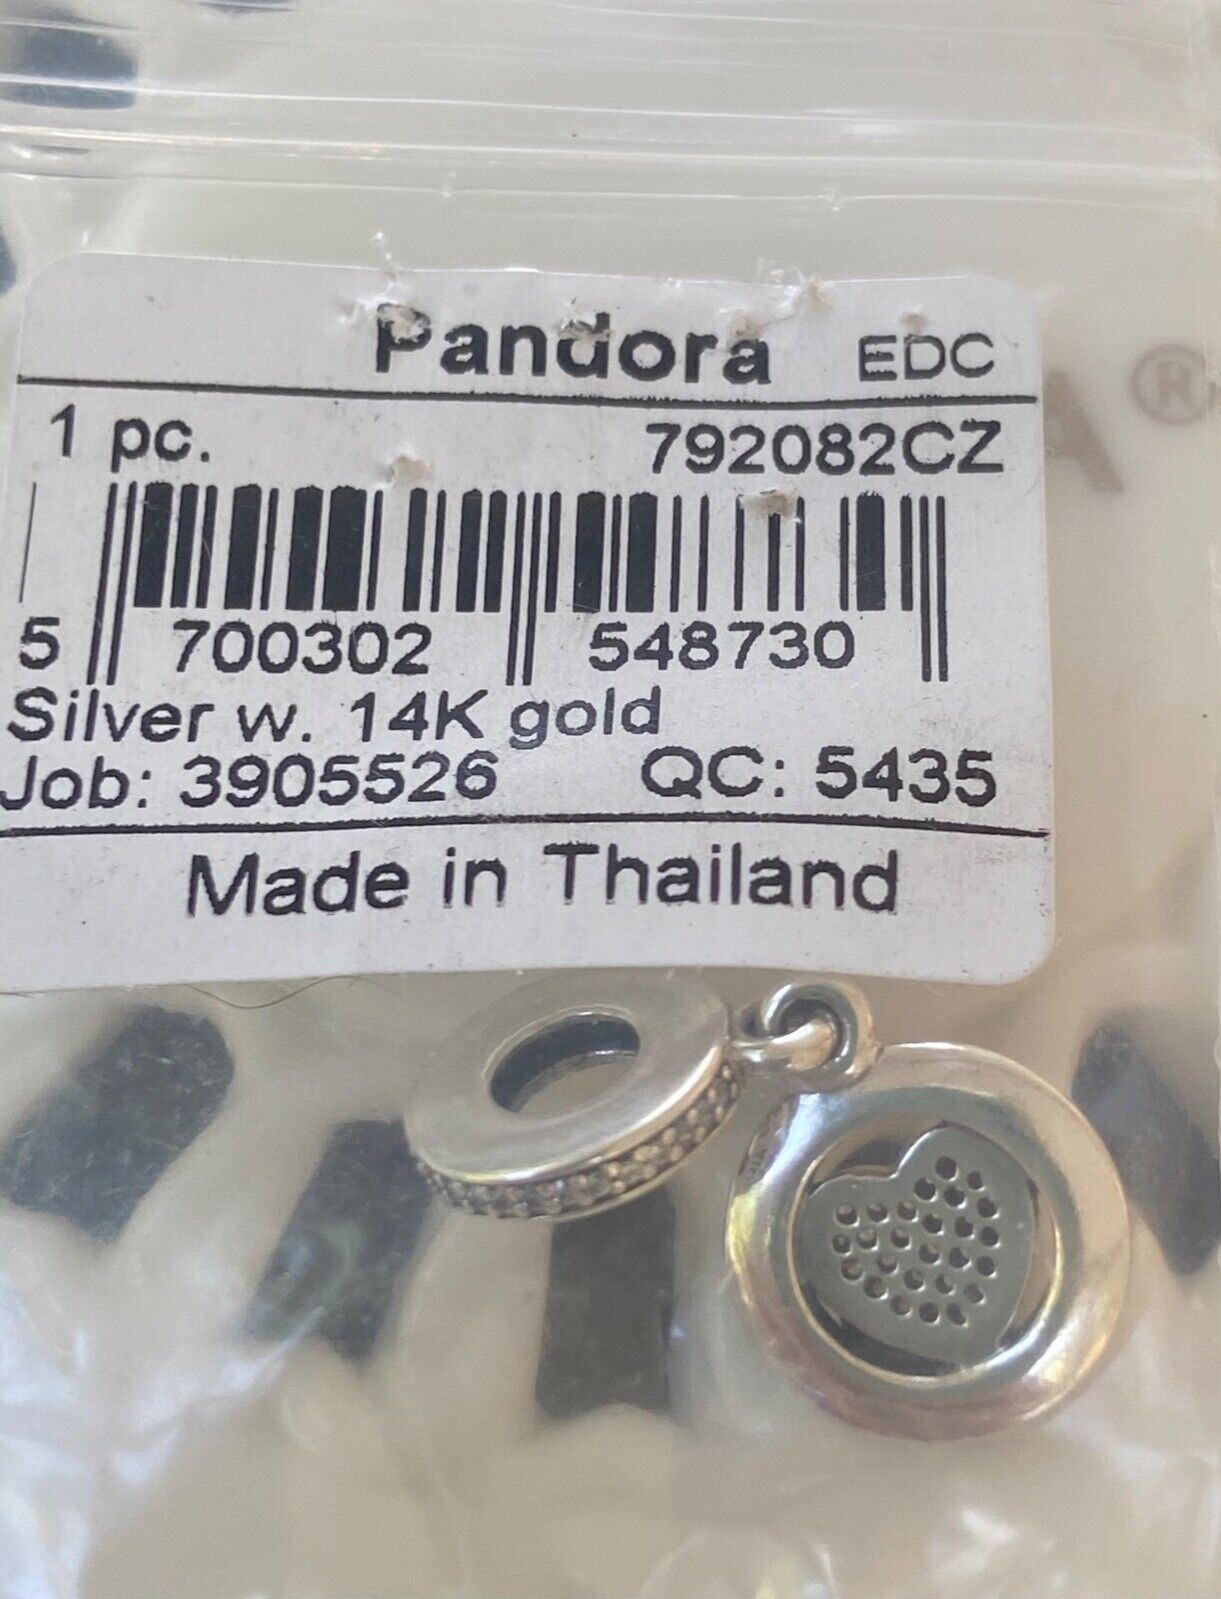 Pandora EDC
1 pc. 792082CZ
A®
5 700302 548730
Silver w. 14K gold
Job: 3905526 QC: 5435
Made in Thailand